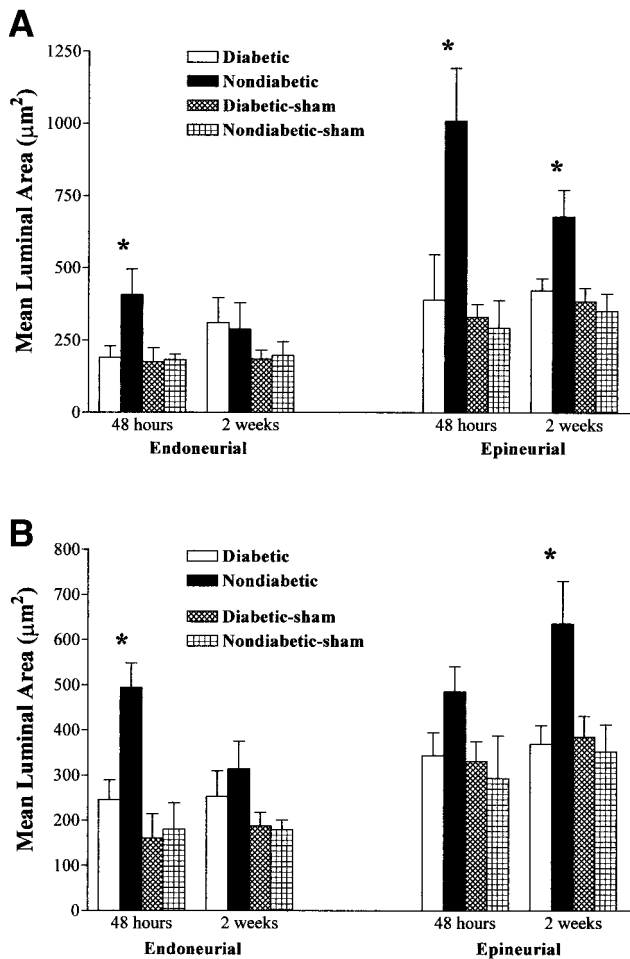 A
Mean Luminal Area (µm²)
1250
1000
750
500
250
0
Diabetic
Nondiabetic
Diabetic-sham
Nondiabetic-sham
*
*
*
48 hours 2 weeks 48 hours 2 weeks
Endoneurial Epineurial
B
Mean Luminal Area (µm²)
800
700
600
500
400
300
200
100
0
Diabetic
Nondiabetic
Diabetic-sham
Nondiabetic-sham
*
*
48 hours 2 weeks 48 hours 2 weeks
Endoneurial Epineurial